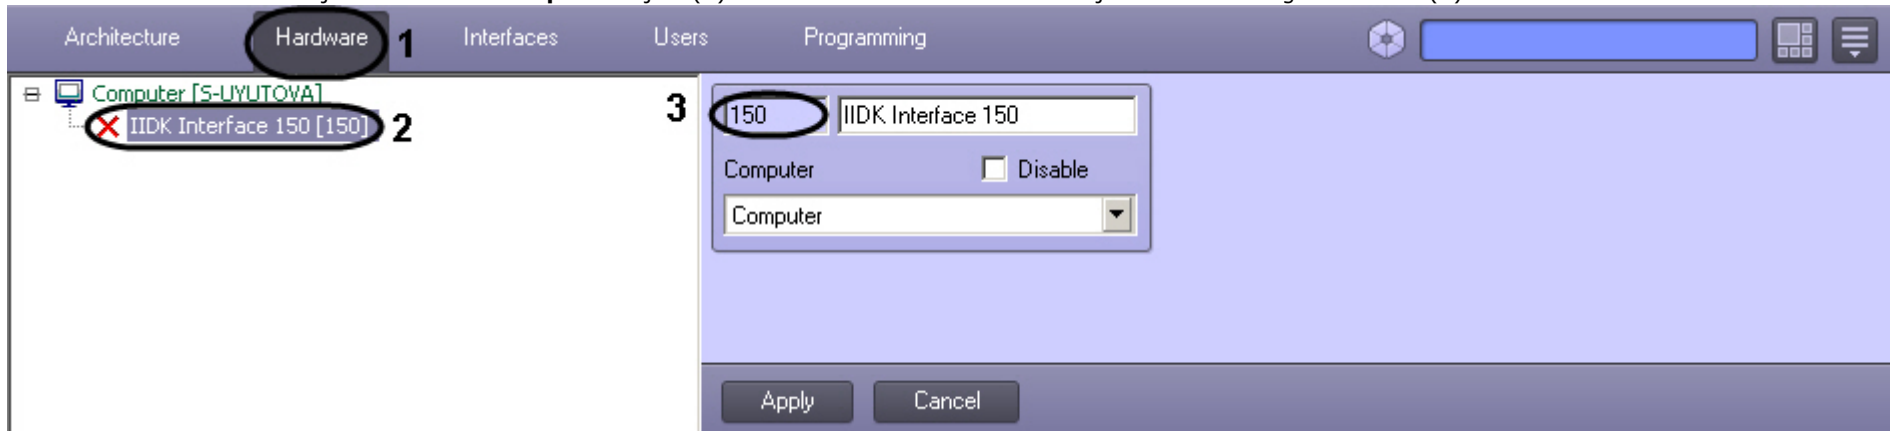 Architecture Hardware 1 Interfaces Users Programming
Computer [S-UYUTOVA]
IIDK Interface 150 [150] 2
3 150 IIDK Interface 150
Computer Disable
Computer
Apply Cancel